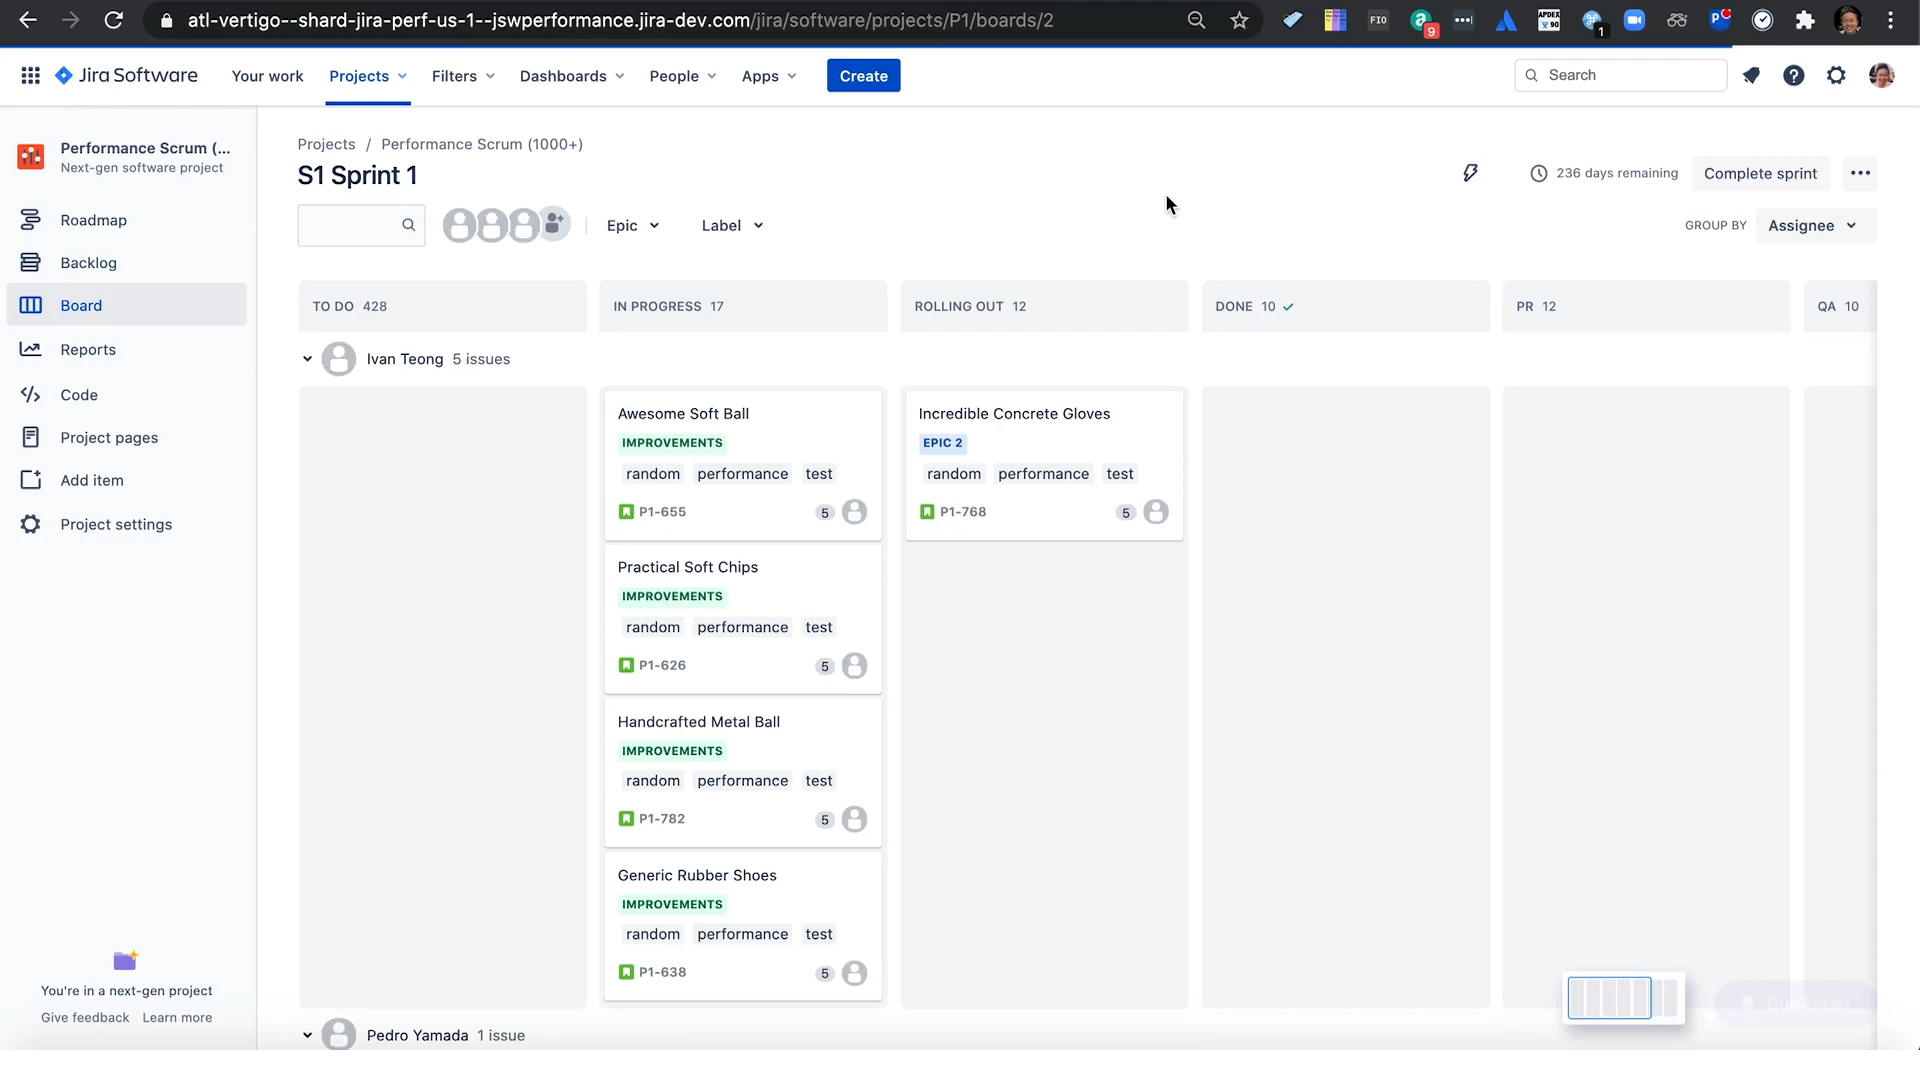 atl-vertigo--shard-jira-perf-us-1--jswperformance.jira-dev.com/jira/software/projects/P1/boards/2
FIO
9
APDEX
90
1
Jira Software
Your work
Projects
Filters
Dashboards
People
Apps
Create
Search
Performance Scrum (...
Next-gen software project
Roadmap
Backlog
Board
Reports
Code
Project pages
Add item
Project settings
You're in a next-gen project
Give feedback Learn more
Projects / Performance Scrum (1000+)
S1 Sprint 1
236 days remaining
Complete sprint
Epic
Label
GROUP BY
Assignee
TO DO 428
IN PROGRESS 17
ROLLING OUT 12
DONE 10
PR 12
QA 10
Ivan Teong 5 issues
Awesome Soft Ball
IMPROVEMENTS
random performance test
P1-655 5
Practical Soft Chips
IMPROVEMENTS
random performance test
P1-626 5
Handcrafted Metal Ball
IMPROVEMENTS
random performance test
P1-782 5
Generic Rubber Shoes
IMPROVEMENTS
random performance test
P1-638 5
Incredible Concrete Gloves
EPIC 2
random performance test
P1-768 5
Quickstart
Pedro Yamada 1 issue